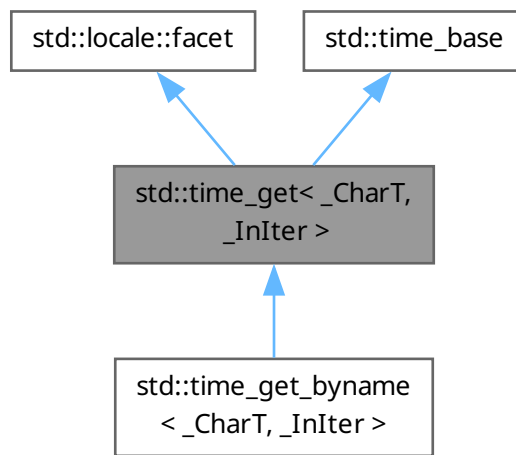 std::locale::facet
std::time_base
std::time_get< _CharT,
_InIter >
std::time_get_byname
< _CharT, _InIter >